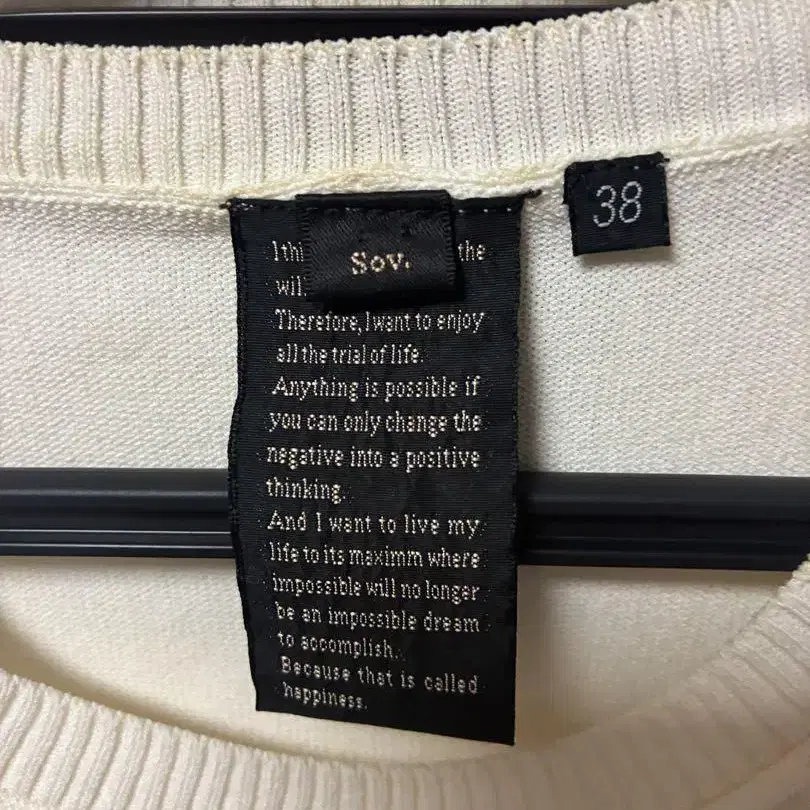 Sov.
38
I thi the
wil
Therefore, I want to enjoy
all the trial of life.
Anything is possible if
you can only change the
negative into a positive
thinking.
And I want to live my
life to its maximm where
impossible will no longer
be an impossible dream
to accomplish.
Because that is called
happiness.